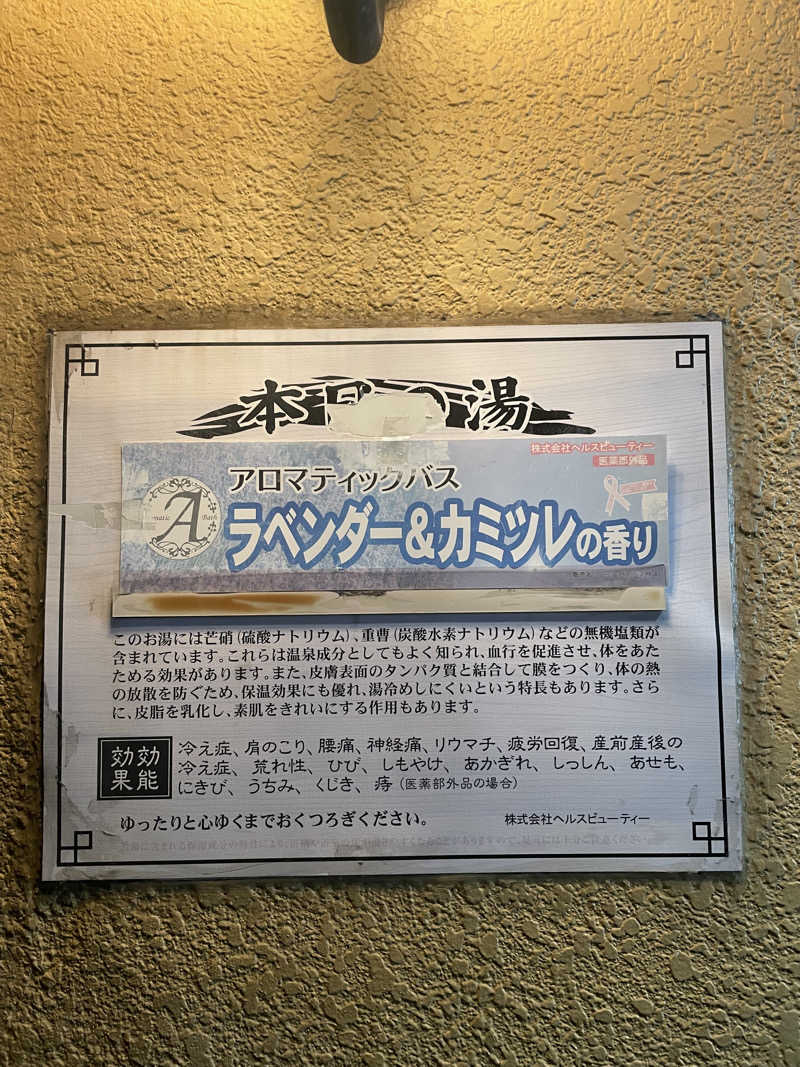 本日の湯
株式会社ヘルスビューティー
医薬部外品
アロマティックバス
A
Bath
ラベンダー&カミツレの香り
このお湯には芒硝(硫酸ナトリウム)、重曹(炭酸水素ナトリウム)などの無機塩類が
含まれています。これらは温泉成分としてもよく知られ、血行を促進させ、体をあた
ためる効果があります。また、皮膚表面のタンパク質と結合して膜をつくり、体の熱
の放散を防ぐため、保温効果にも優れ、湯冷めしにくいという特長もあります。さら
に、皮脂を乳化し、素肌をきれいにする作用もあります。
効能
効果
冷え症、肩のこり、腰痛、神経痛、リウマチ、疲労回復、産前産後の
冷え症、荒れ性、ひび、しもやけ、あかぎれ、しっしん、あせも、
にきび、うちみ、くじき、痔(医薬部外品の場合)
ゆったりと心ゆくまでおくつろぎください。
株式会社ヘルスビューティー